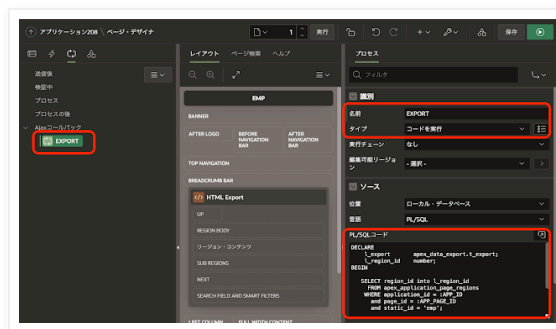 アプリケーション208 \ ページ・デザイナ
1
実行
保存
送信後
検証中
プロセス
プロセスの後
Ajaxコールバック
EXPORT
レイアウト
ページ検索
ヘルプ
EMP
BANNER
AFTER LOGO
BEFORE NAVIGATION BAR
AFTER NAVIGATION BAR
TOP NAVIGATION
BREADCRUMB BAR
HTML Export
UP
REGION BODY
リージョン・コンテンツ
SUB REGIONS
NEXT
SEARCH FIELD AND SMART FILTERS
LEFT COLUMN
FULL WIDTH CONTENT
プロセス
フィルタ
識別
名前 EXPORT
タイプ コードを実行
実行チェーン なし
編集可能リージョン - 選択 -
ソース
位置 ローカル・データベース
言語 PL/SQL
PL/SQLコード
DECLARE
l_export apex_data_export.t_export;
l_region_id number;
BEGIN
SELECT region_id into l_region_id
FROM apex_application_page_regions
WHERE application_id = :APP_ID
and page_id = :APP_PAGE_ID
and static_id = 'emp';